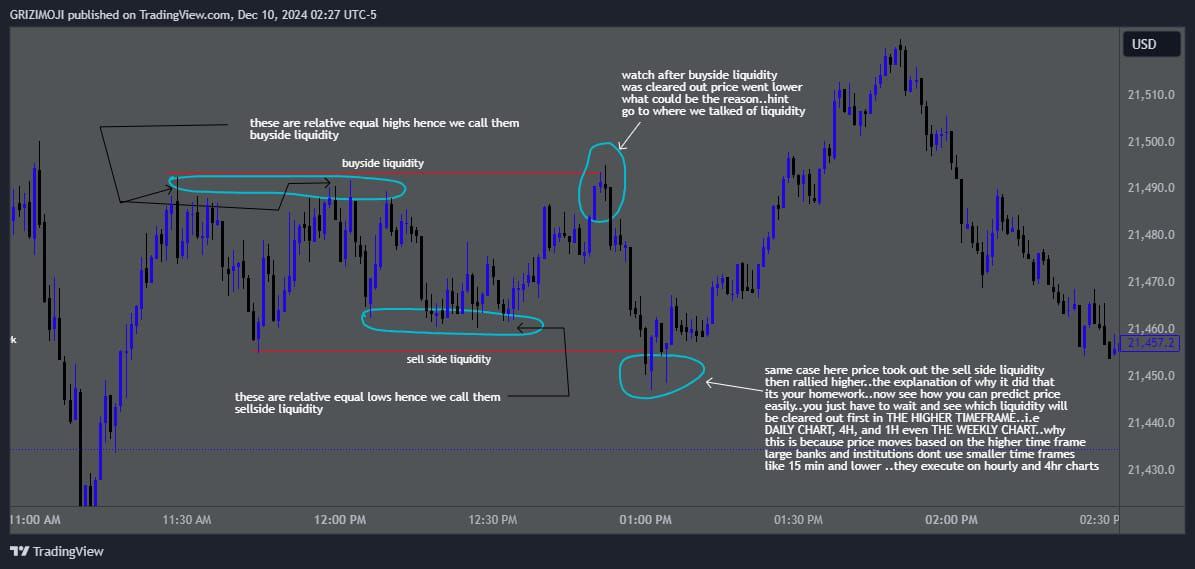 GRIZIMOJI published on TradingView.com, Dec 10, 2024 02:27 UTC-5
USD
watch after buyside liquidity
was cleared out price went lower
what could be the reason..hint
go to where we talked of liquidity
these are relative equal highs hence we call them
buyside liquidity
buyside liquidity
21,510.0
21,500.0
21,490.0
21,480.0
21,470.0
21,460.0
21,457.2
21,450.0
21,440.0
21,430.0
k
sell side liquidity
these are relative equal lows hence we call them
sellside liquidity
same case here price took out the sell side liquidity
then rallied higher..the explanation of why it did that
its your homework..now see how you can predict price
easily..you just have to wait and see which liquidity will
be cleared out first in THE HIGHER TIMEFRAME..i.e
DAILY CHART, 4H, and 1H even THE WEEKLY CHART..why
this is because price moves based on the higher time frame
large banks and institutions dont use smaller time frames
like 15 min and lower ..they execute on hourly and 4hr charts
11:00 AM 11:30 AM 12:00 PM 12:30 PM 01:00 PM 01:30 PM 02:00 PM 02:30 P
TradingView